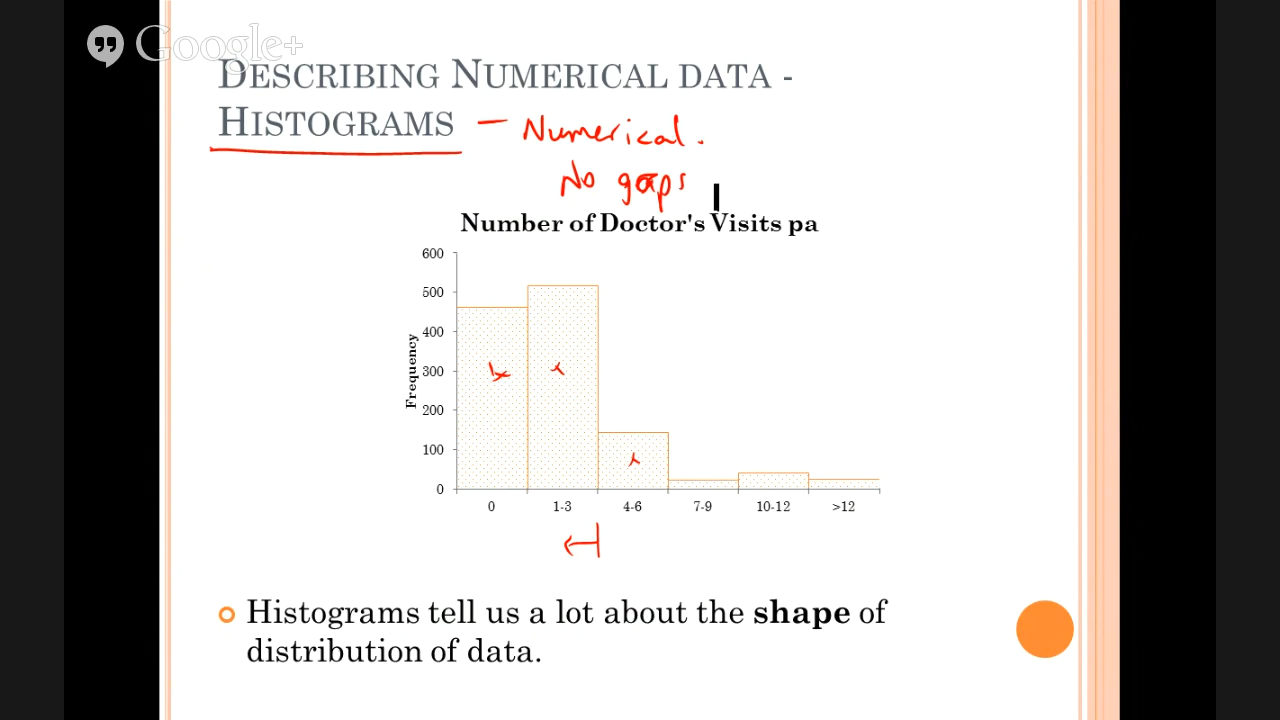 Google+
DESCRIBING NUMERICAL DATA -
HISTOGRAMS - Numerical.
No gaps
Number of Doctor's Visits pa
600
500
400
300
200
100
0
Frequency
0 1-3 4-6 7-9 10-12 >12
Histograms tell us a lot about the shape of
distribution of data.